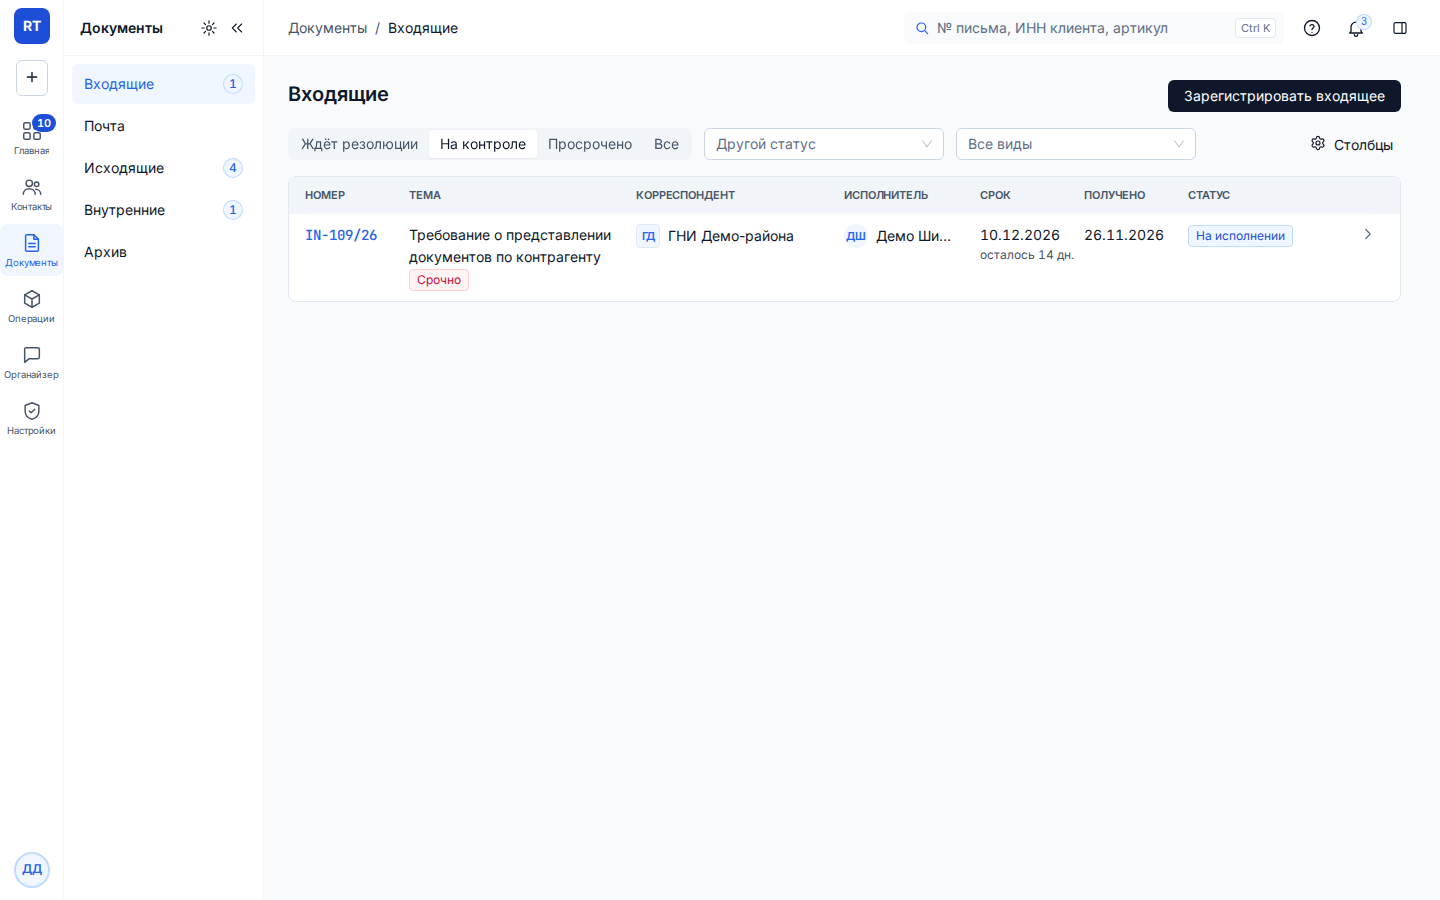 RT
10
Главная
Контакты
Документы
Операции
Органайзер
Настройки
ДД
Документы
Входящие 1
Почта
Исходящие 4
Внутренние 1
Архив
Документы / Входящие
№ письма, ИНН клиента, артикул Ctrl K
3
Входящие
Зарегистрировать входящее
Ждёт резолюции На контроле Просрочено Все
Другой статус
Все виды
Столбцы
НОМЕР ТЕМА КОРРЕСПОНДЕНТ ИСПОЛНИТЕЛЬ СРОК ПОЛУЧЕНО СТАТУС
IN-109/26 Требование о представлении ГД ГНИ Демо-района ДШ Демо Ши... 10.12.2026 26.11.2026 На исполнении
документов по контрагенту осталось 14 дн.
Срочно